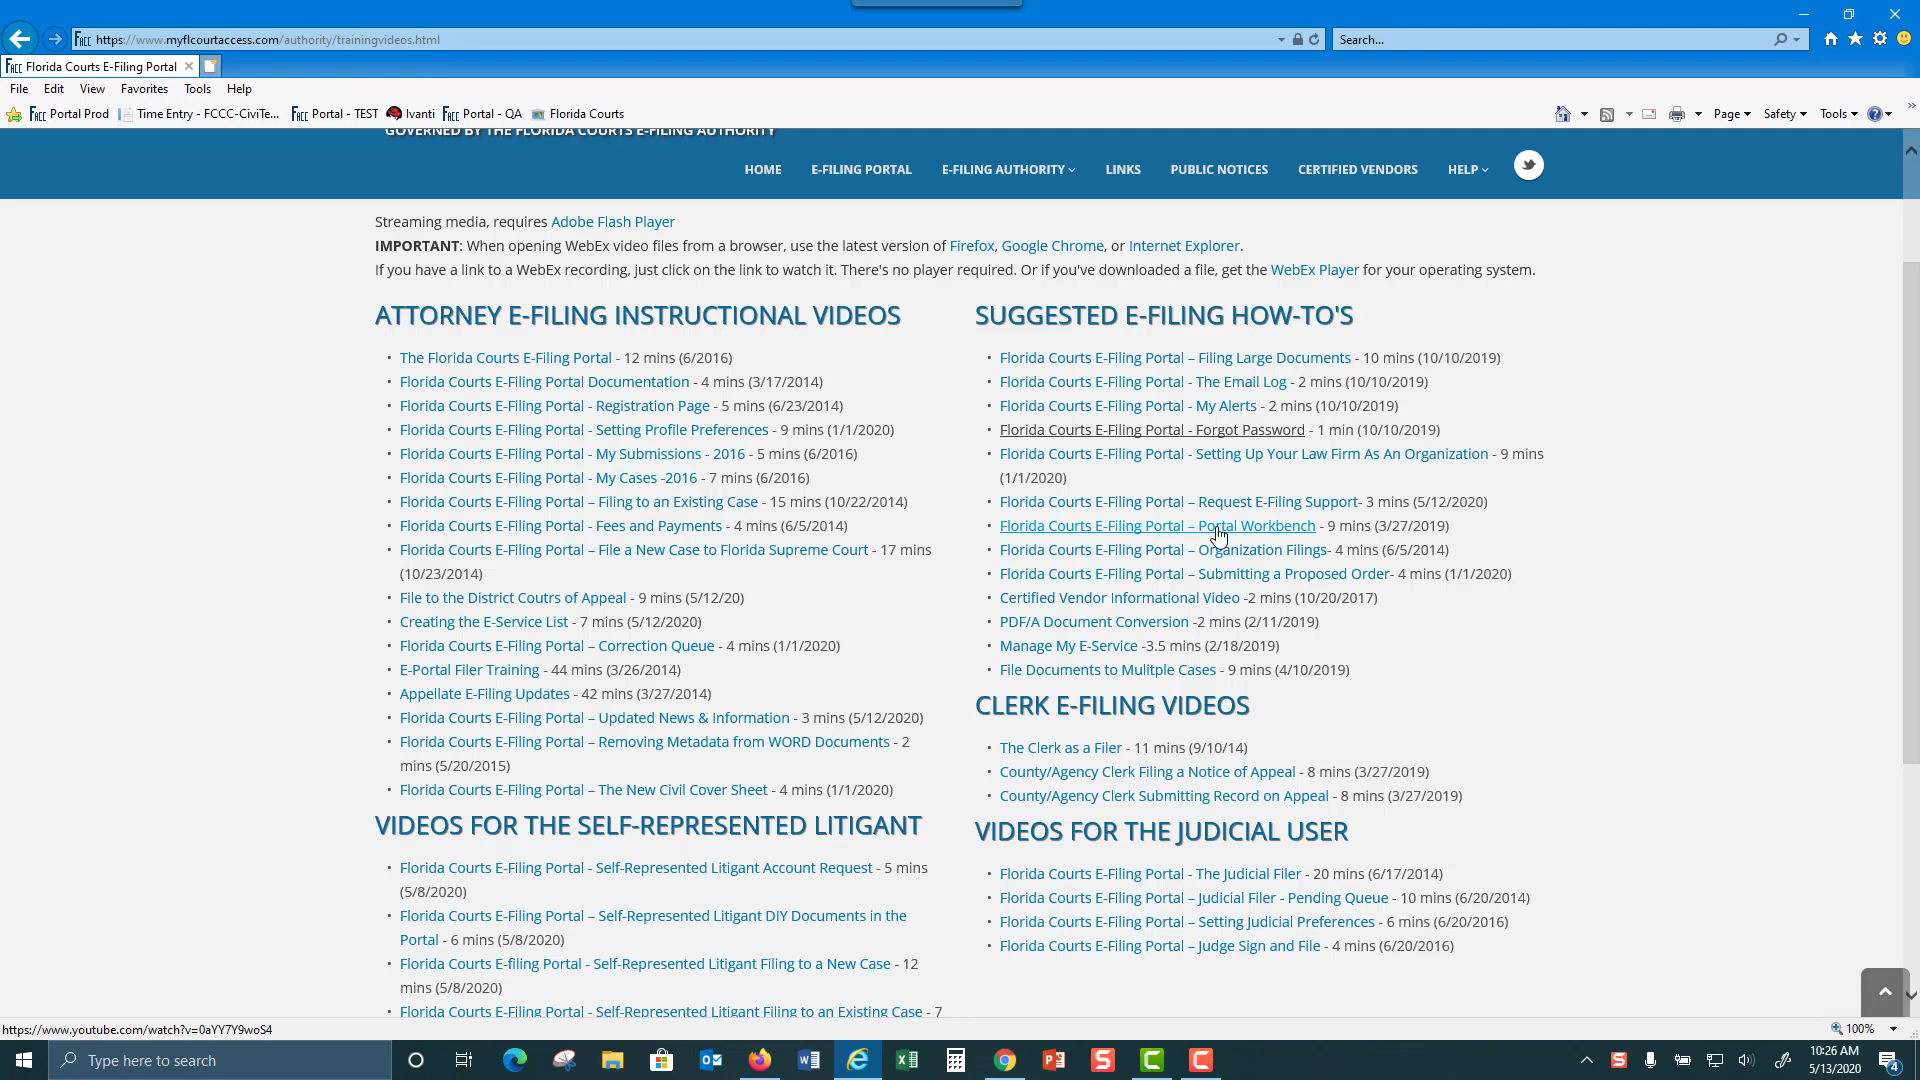 https://www.myflcourtaccess.com/authority/trainingvideos.html
Search...
FACC Florida Courts E-Filing Portal
File Edit View Favorites Tools Help
FACC Portal Prod Time Entry - FCCC-CiviTe... FACC Portal - TEST Ivanti FACC Portal - QA Florida Courts
Page Safety Tools
GOVERNED BY THE FLORIDA COURTS E-FILING AUTHORITY
HOME E-FILING PORTAL E-FILING AUTHORITY LINKS PUBLIC NOTICES CERTIFIED VENDORS HELP
Streaming media, requires Adobe Flash Player
IMPORTANT: When opening WebEx video files from a browser, use the latest version of Firefox, Google Chrome, or Internet Explorer.
If you have a link to a WebEx recording, just click on the link to watch it. There's no player required. Or if you've downloaded a file, get the WebEx Player for your operating system.
ATTORNEY E-FILING INSTRUCTIONAL VIDEOS
• The Florida Courts E-Filing Portal - 12 mins (6/2016)
• Florida Courts E-Filing Portal Documentation - 4 mins (3/17/2014)
• Florida Courts E-Filing Portal - Registration Page - 5 mins (6/23/2014)
• Florida Courts E-Filing Portal - Setting Profile Preferences - 9 mins (1/1/2020)
• Florida Courts E-Filing Portal - My Submissions - 2016 - 5 mins (6/2016)
• Florida Courts E-Filing Portal - My Cases -2016 - 7 mins (6/2016)
• Florida Courts E-Filing Portal – Filing to an Existing Case - 15 mins (10/22/2014)
• Florida Courts E-Filing Portal - Fees and Payments - 4 mins (6/5/2014)
• Florida Courts E-Filing Portal – File a New Case to Florida Supreme Court - 17 mins
(10/23/2014)
• File to the District Coutrs of Appeal - 9 mins (5/12/20)
• Creating the E-Service List - 7 mins (5/12/2020)
• Florida Courts E-Filing Portal – Correction Queue - 4 mins (1/1/2020)
• E-Portal Filer Training - 44 mins (3/26/2014)
• Appellate E-Filing Updates - 42 mins (3/27/2014)
• Florida Courts E-Filing Portal – Updated News & Information - 3 mins (5/12/2020)
• Florida Courts E-Filing Portal – Removing Metadata from WORD Documents - 2
mins (5/20/2015)
• Florida Courts E-Filing Portal – The New Civil Cover Sheet - 4 mins (1/1/2020)
VIDEOS FOR THE SELF-REPRESENTED LITIGANT
• Florida Courts E-Filing Portal - Self-Represented Litigant Account Request - 5 mins
(5/8/2020)
• Florida Courts E-Filing Portal – Self-Represented Litigant DIY Documents in the
Portal - 6 mins (5/8/2020)
• Florida Courts E-filing Portal - Self-Represented Litigant Filing to a New Case - 12
mins (5/8/2020)
Florida Courts E-Filing Portal - Self-Represented Litigant Filing to an Existing Case - 7
SUGGESTED E-FILING HOW-TO'S
• Florida Courts E-Filing Portal – Filing Large Documents - 10 mins (10/10/2019)
• Florida Courts E-Filing Portal - The Email Log - 2 mins (10/10/2019)
• Florida Courts E-Filing Portal - My Alerts - 2 mins (10/10/2019)
• Florida Courts E-Filing Portal - Forgot Password - 1 min (10/10/2019)
• Florida Courts E-Filing Portal - Setting Up Your Law Firm As An Organization - 9 mins
(1/1/2020)
• Florida Courts E-Filing Portal – Request E-Filing Support- 3 mins (5/12/2020)
• Florida Courts E-Filing Portal – Portal Workbench - 9 mins (3/27/2019)
• Florida Courts E-Filing Portal – Organization Filings- 4 mins (6/5/2014)
• Florida Courts E-Filing Portal – Submitting a Proposed Order- 4 mins (1/1/2020)
• Certified Vendor Informational Video -2 mins (10/20/2017)
• PDF/A Document Conversion -2 mins (2/11/2019)
• Manage My E-Service -3.5 mins (2/18/2019)
• File Documents to Mulitple Cases - 9 mins (4/10/2019)
CLERK E-FILING VIDEOS
• The Clerk as a Filer - 11 mins (9/10/14)
• County/Agency Clerk Filing a Notice of Appeal - 8 mins (3/27/2019)
• County/Agency Clerk Submitting Record on Appeal - 8 mins (3/27/2019)
VIDEOS FOR THE JUDICIAL USER
• Florida Courts E-Filing Portal - The Judicial Filer - 20 mins (6/17/2014)
• Florida Courts E-Filing Portal – Judicial Filer - Pending Queue - 10 mins (6/20/2014)
• Florida Courts E-Filing Portal – Setting Judicial Preferences - 6 mins (6/20/2016)
• Florida Courts E-Filing Portal – Judge Sign and File - 4 mins (6/20/2016)
https://www.youtube.com/watch?v=0aYY7Y9woS4
100%
Type here to search
10:26 AM
5/13/2020
4